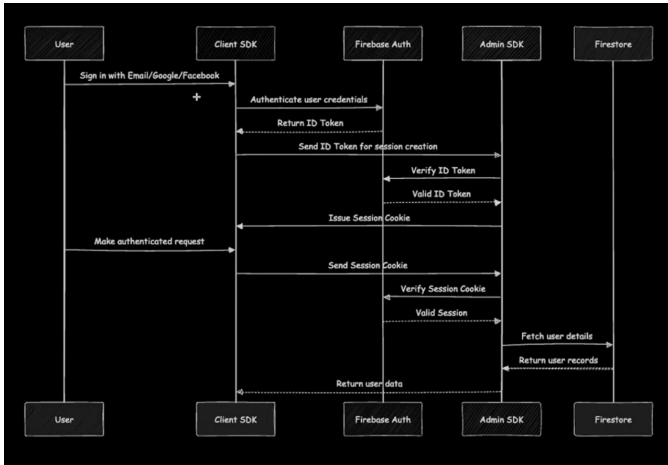 User
Client SDK
Firebase Auth
Admin SDK
Firestore
Sign in with Email/Google/Facebook
Authenticate user credentials
Return ID Token
Send ID Token for session creation
Verify ID Token
Valid ID Token
Issue Session Cookie
Make authenticated request
Send Session Cookie
Verify Session Cookie
Valid Session
Fetch user details
Return user records
Return user data
User
Client SDK
Firebase Auth
Admin SDK
Firestore